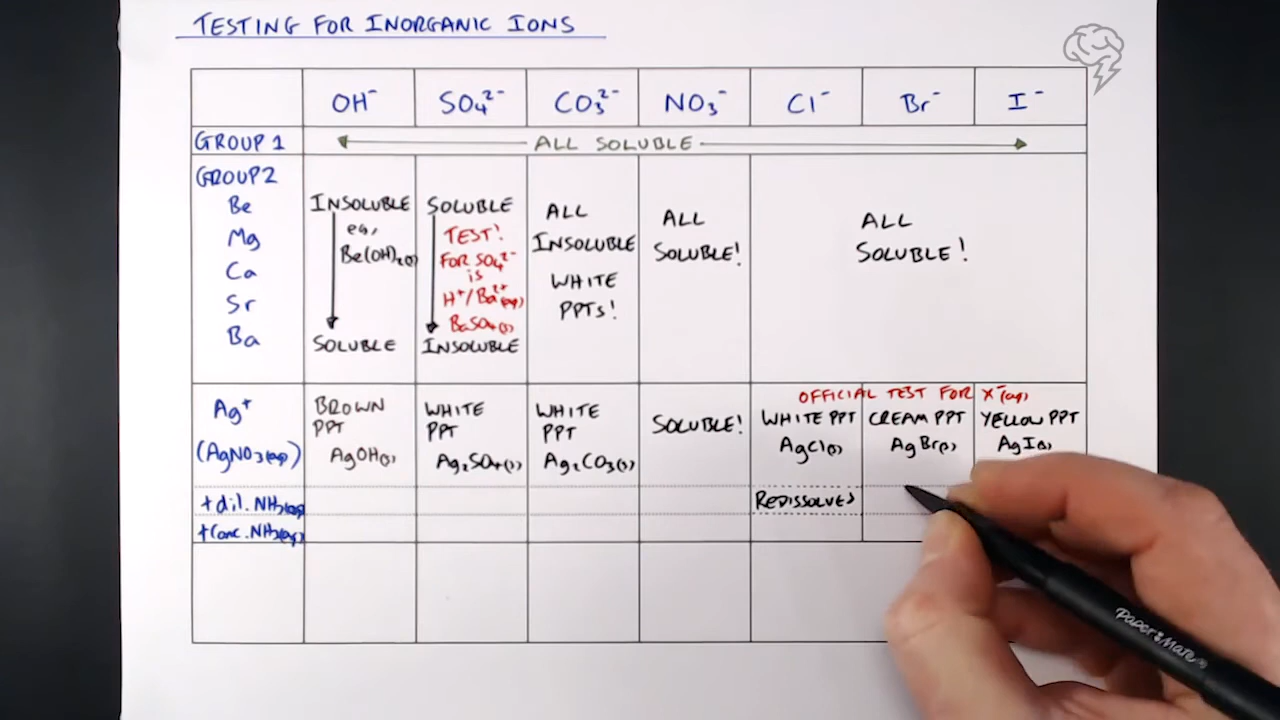 TESTING FOR INORGANIC IONS
OH⁻ SO₄²⁻ CO₃²⁻ NO₃⁻ Cl⁻ Br⁻ I⁻
GROUP 1 ALL SOLUBLE
GROUP 2
Be
Mg
Ca
Sr
Ba
INSOLUBLE
eg,
Be(OH)₂(s)
SOLUBLE
SOLUBLE
TEST!
FOR SO₄²⁻
is
H⁺/Ba²⁺(aq)
BaSO₄(s)
INSOLUBLE
ALL
INSOLUBLE
WHITE
PPTs!
ALL
SOLUBLE!
ALL
SOLUBLE!
Ag⁺
(AgNO₃(aq))
BROWN
PPT
AgOH(s)
WHITE
PPT
Ag₂SO₄(s)
WHITE
PPT
Ag₂CO₃(s)
SOLUBLE!
OFFICIAL TEST FOR X⁻(aq)
WHITE PPT
AgCl(s)
CREAM PPT
AgBr(s)
YELLOW PPT
AgI(s)
+dil. NH₃(aq) REDISSOLVES
+conc. NH₃(aq)
PAPER MATE